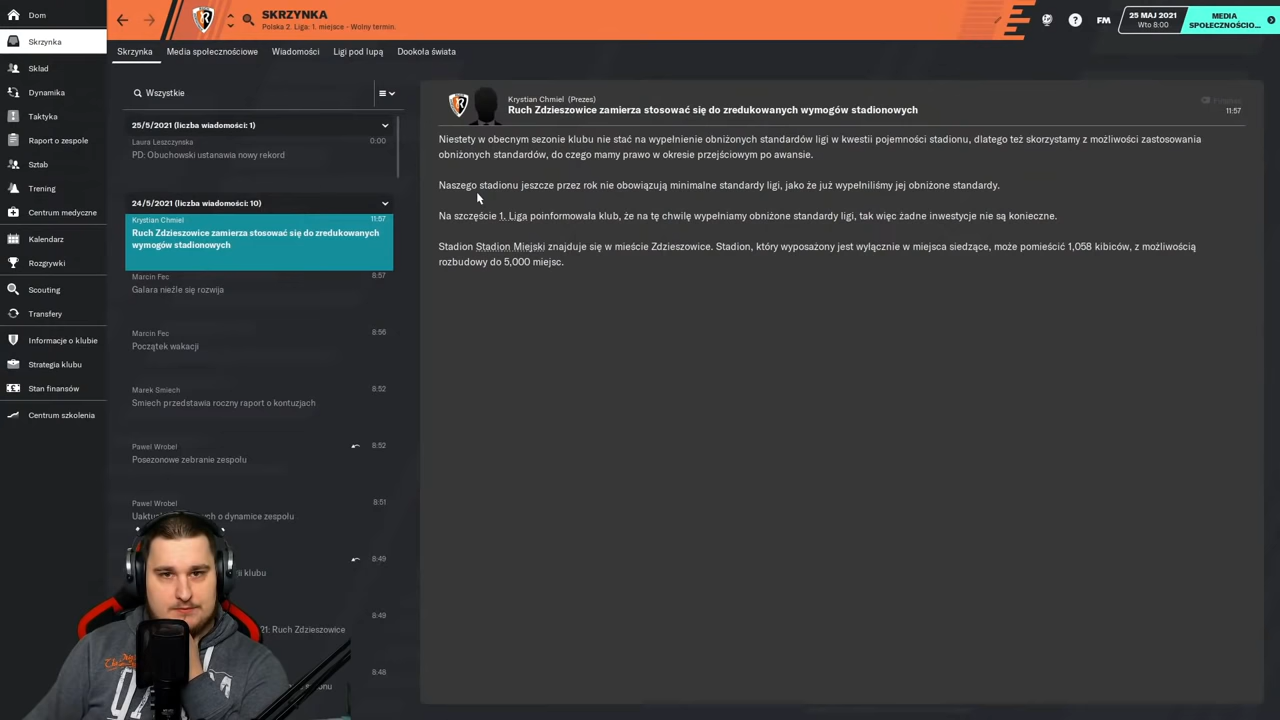 Dom
Skrzynka
Skład
Dynamika
Taktyka
Raport o zespole
Sztab
Trening
Centrum medyczne
Kalendarz
Rozgrywki
Scouting
Transfery
Informacje o klubie
Strategia klubu
Stan finansów
Centrum szkolenia
SKRZYNKA
Polska 2. Liga: 1. miejsce - Wolny termin.
FM
25 MAJ 2021
Wto 8:00
MEDIA
SPOŁECZNOŚCIO...
Skrzynka
Media społecznościowe
Wiadomości
Ligi pod lupą
Dookoła świata
Wszystkie
25/5/2021 (liczba wiadomości: 1)
Laura Leszczyńska 0:00
PD: Obuchowski ustanawia nowy rekord
24/5/2021 (liczba wiadomości: 10)
Krystian Chmiel 11:57
Ruch Zdzieszowice zamierza stosować się do zredukowanych
wymogów stadionowych
Marcin Fec 8:57
Galara nieźle się rozwija
Marcin Fec 8:56
Początek wakacji
Marek Smiech 8:52
Smiech przedstawia roczny raport o kontuzjach
Paweł Wrobel 8:52
Posezonowe zebranie zespołu
Paweł Wrobel 8:51
o dynamice zespołu
8:49
klubu
8:49
21: Ruch Zdzieszowice
8:48
Krystian Chmiel (Prezes)
Ruch Zdzieszowice zamierza stosować się do zredukowanych wymogów stadionowych
11:57
Niestety w obecnym sezonie klubu nie stać na wypełnienie obniżonych standardów ligi w kwestii pojemności stadionu, dlatego też skorzystamy z możliwości zastosowania
obniżonych standardów, do czego mamy prawo w okresie przejściowym po awansie.
Naszego stadionu jeszcze przez rok nie obowiązują minimalne standardy ligi, jako że już wypełniliśmy jej obniżone standardy.
Na szczęście 1. Liga poinformowała klub, że na tę chwilę wypełniamy obniżone standardy ligi, tak więc żadne inwestycje nie są konieczne.
Stadion Stadion Miejski znajduje się w mieście Zdzieszowice. Stadion, który wyposażony jest wyłącznie w miejsca siedzące, może pomieścić 1,058 kibiców, z możliwością
rozbudowy do 5,000 miejsc.